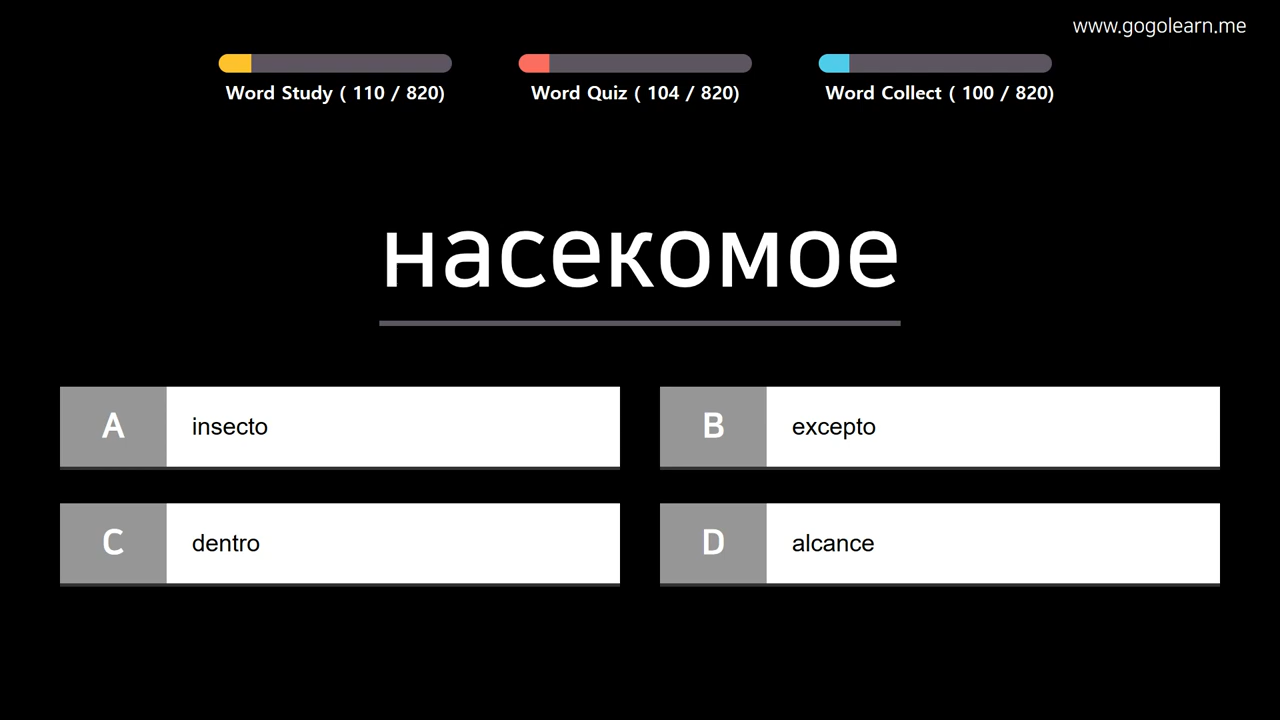 www.gogolearn.me
Word Study ( 110 / 820)
Word Quiz ( 104 / 820)
Word Collect ( 100 / 820)
насекомое
A insecto
B excepto
C dentro
D alcance